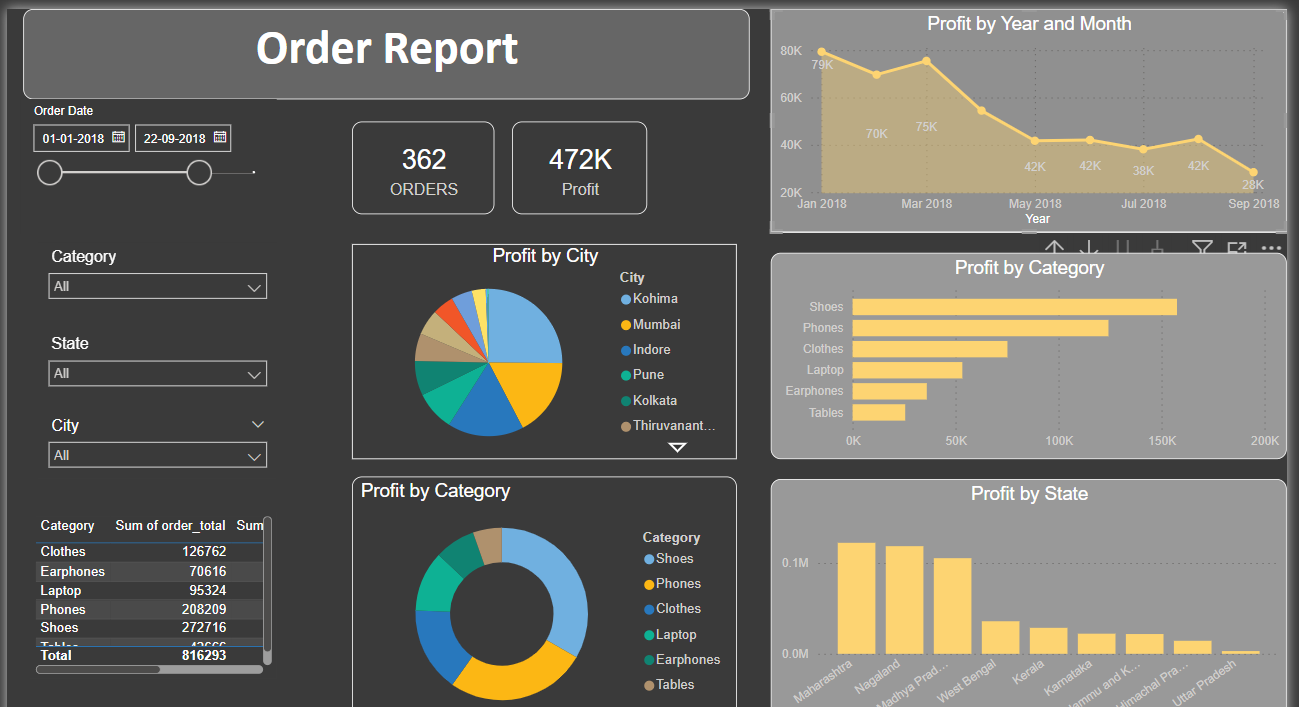 Order Report
Order Date
01-01-2018
22-09-2018
Category
All
State
All
City
All
Category Sum of order_total Sum
Clothes 126762
Earphones 70616
Laptop 95324
Phones 208209
Shoes 272716
Total 816293
362
ORDERS
472K
Profit
Profit by City
City
Kohima
Mumbai
Indore
Pune
Kolkata
Thiruvanant...
Profit by Category
Category
Shoes
Phones
Clothes
Laptop
Earphones
Tables
Profit by Year and Month
80K
60K
40K
20K
79K
70K
75K
42K
42K
38K
42K
28K
Jan 2018
Mar 2018
May 2018
Jul 2018
Sep 2018
Year
Profit by Category
Shoes
Phones
Clothes
Laptop
Earphones
Tables
0K
50K
100K
150K
200K
Profit by State
0.1M
0.0M
Maharashtra
Nagaland
Madhya Prad...
West Bengal
Kerala
Karnataka
Jammu and K...
Himachal Pra...
Uttar Pradesh